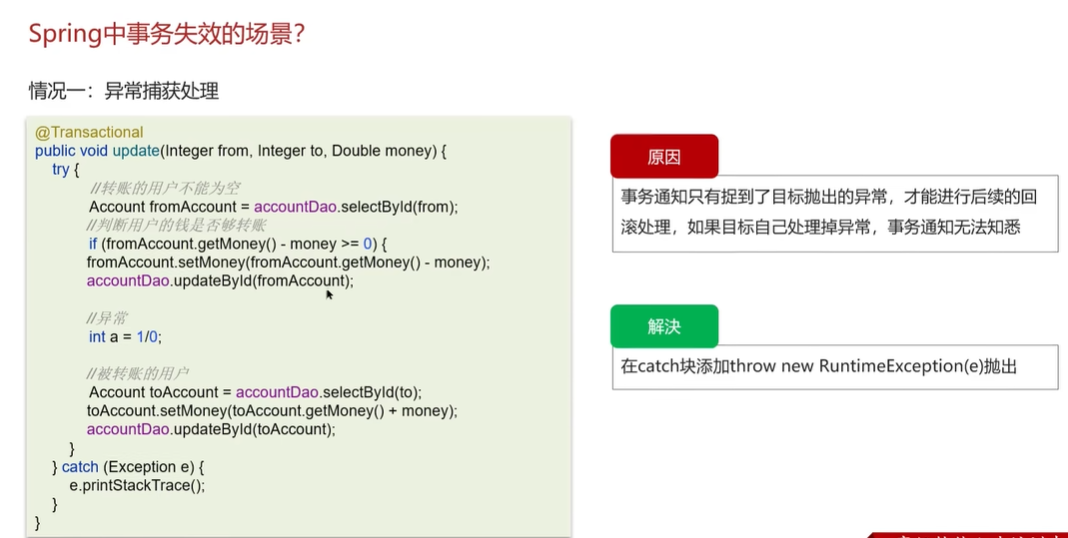 Spring中事务失效的场景？
情况一：异常捕获处理
@Transactional
public void update(Integer from, Integer to, Double money) {
try {
//转账的用户不能为空
Account fromAccount = accountDao.selectById(from);
//判断用户的钱是否够转账
if (fromAccount.getMoney() - money >= 0) {
fromAccount.setMoney(fromAccount.getMoney() - money);
accountDao.updateById(fromAccount);
//异常
int a = 1/0;
//被转账的用户
Account toAccount = accountDao.selectById(to);
toAccount.setMoney(toAccount.getMoney() + money);
accountDao.updateById(toAccount);
}
} catch (Exception e) {
e.printStackTrace();
}
}
原因
事务通知只有捉到了目标抛出的异常，才能进行后续的回
滚处理，如果目标自己处理掉异常，事务通知无法知悉
解决
在catch块添加throw new RuntimeException(e)抛出